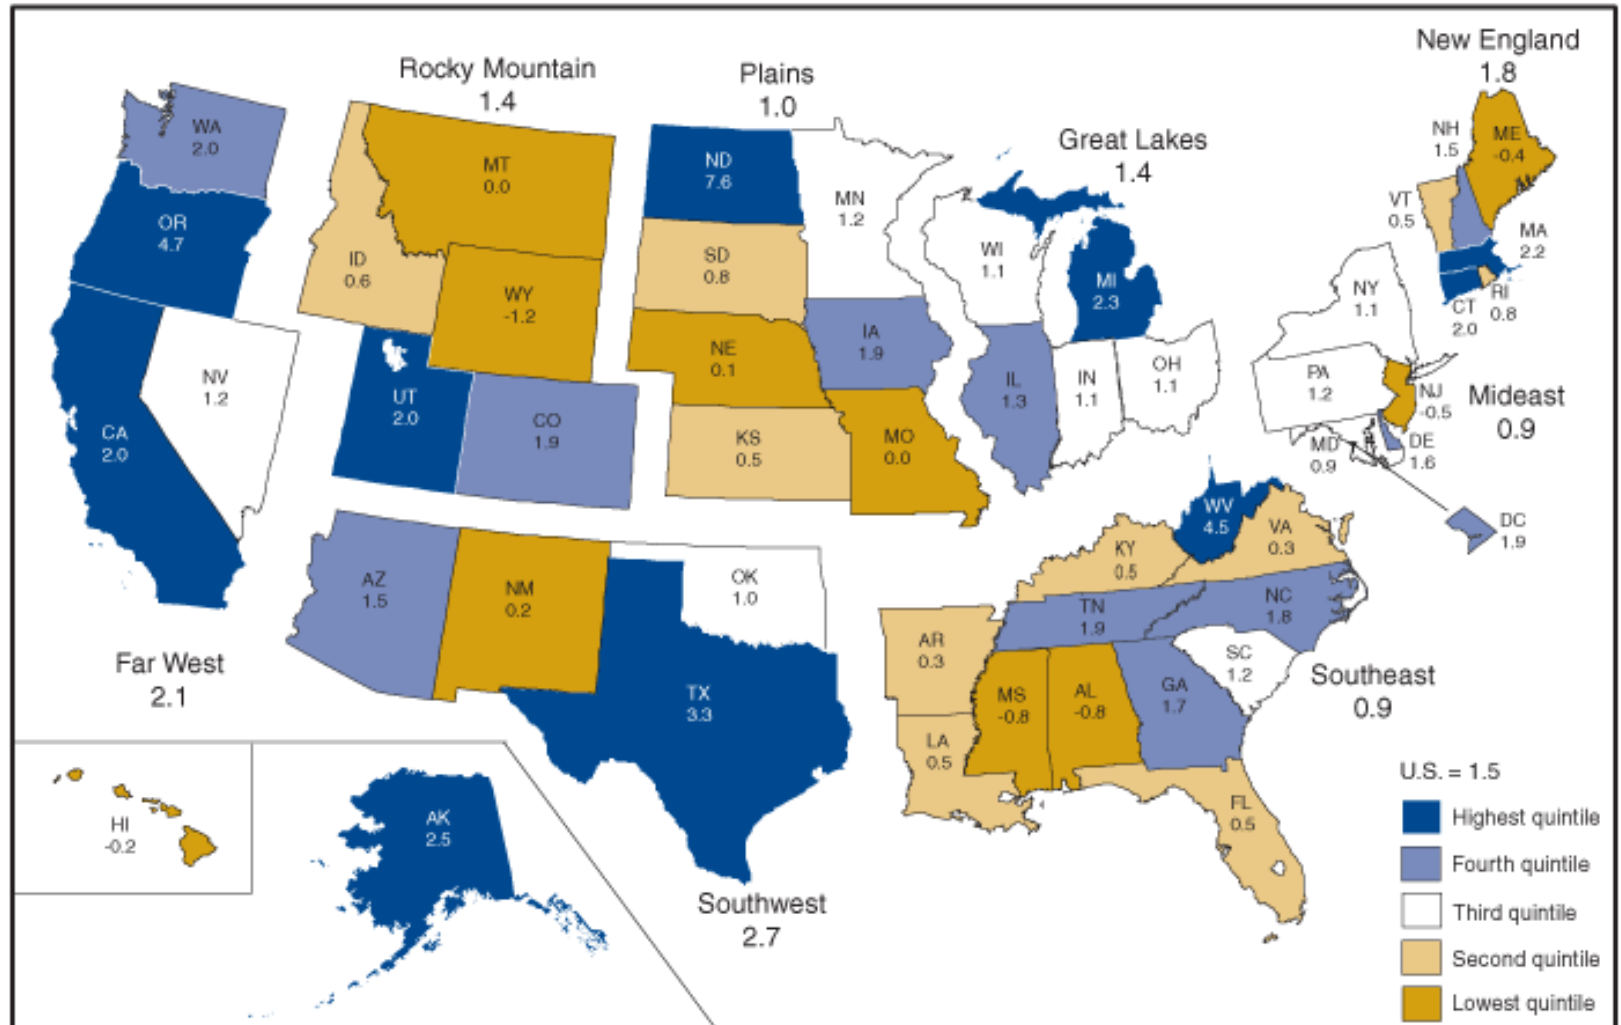 New England
1.8
Rocky Mountain
1.4
Plains
1.0
Great Lakes
1.4
WA
2.0
OR
4.7
CA
2.0
NV
1.2
Far West
2.1
MT
0.0
ID
0.6
WY
-1.2
UT
2.0
CO
1.9
ND
7.6
MN
1.2
SD
0.8
NE
0.1
IA
1.9
KS
0.5
MO
0.0
WI
1.1
MI
2.3
IL
1.3
IN
1.1
OH
1.1
NH
1.5
ME
-0.4
VT
0.5
MA
2.2
CT
2.0
RI
0.8
NY
1.1
PA
1.2
NJ
-0.5
Mideast
0.9
MD
0.9
DE
1.6
DC
1.9
AZ
1.5
NM
0.2
OK
1.0
TX
3.3
Southwest
2.7
WV
4.5
VA
0.3
KY
0.5
TN
1.9
NC
1.8
AR
0.3
SC
1.2
MS
-0.8
AL
-0.8
GA
1.7
LA
0.5
FL
0.5
Southeast
0.9
HI
-0.2
AK
2.5
U.S. = 1.5
Highest quintile
Fourth quintile
Third quintile
Second quintile
Lowest quintile